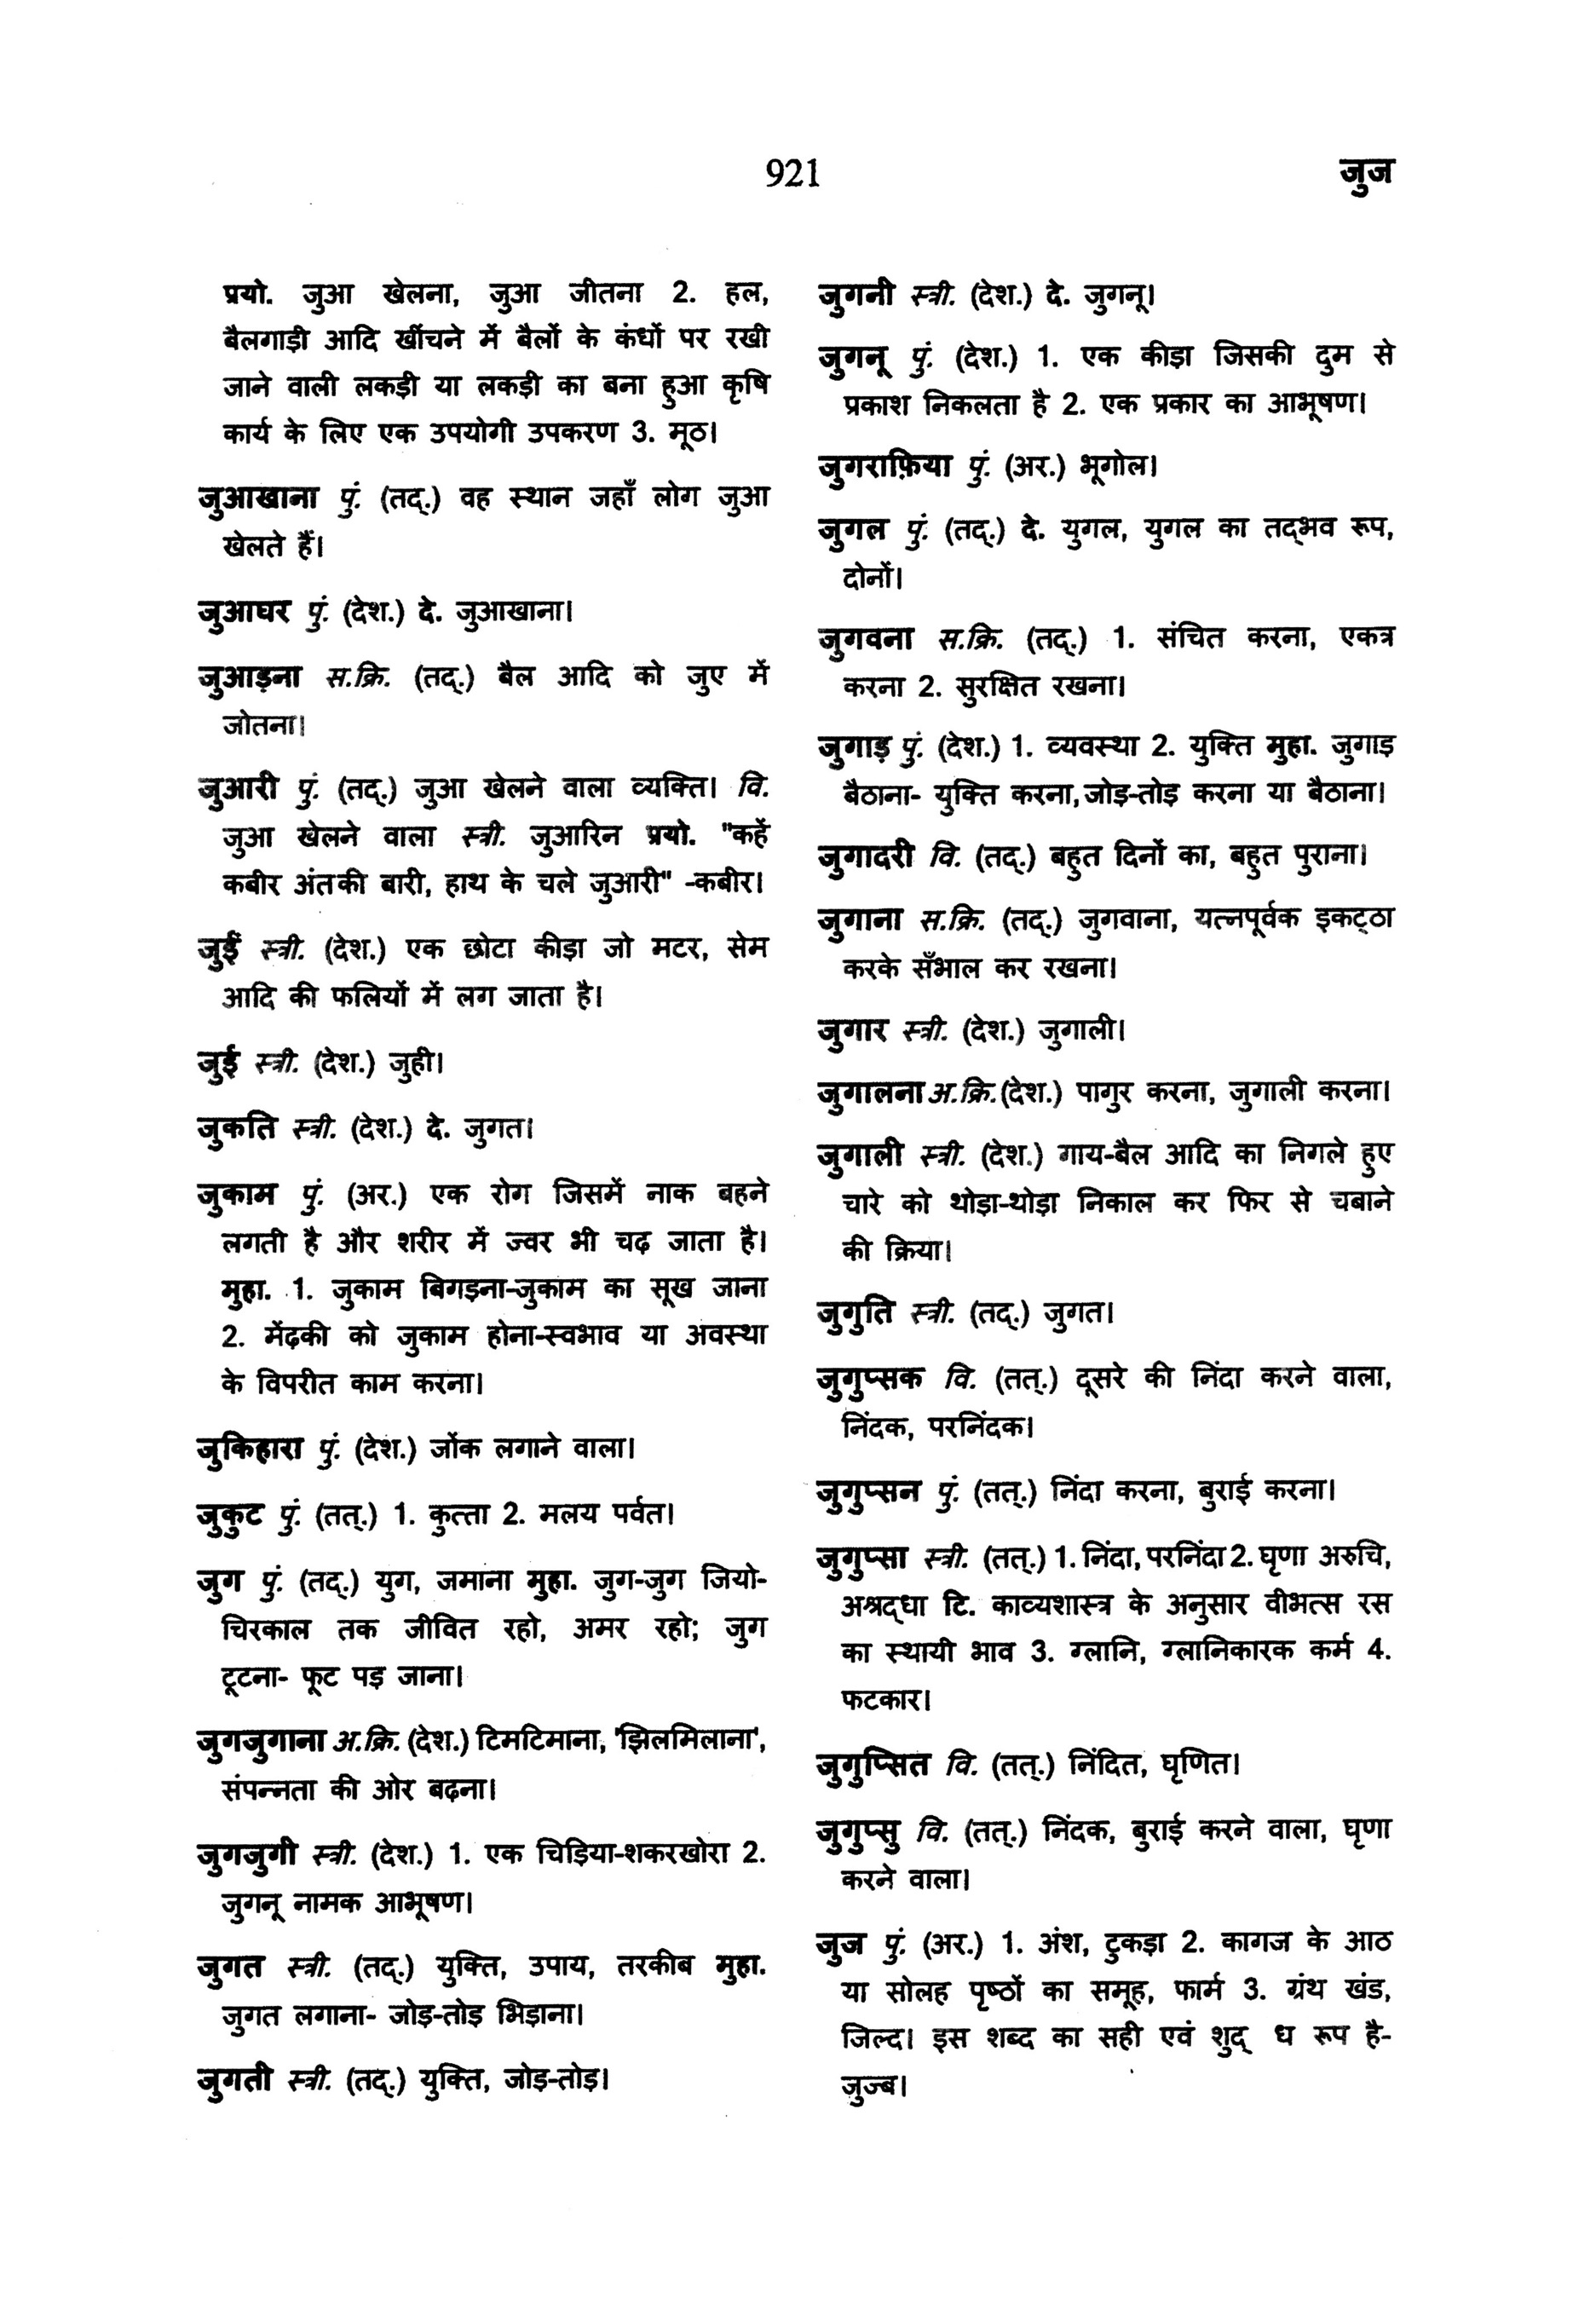 921
जुज
प्रयो. जुआ खेलना, जुआ जीतना 2. हल,
बैलगाड़ी आदि खींचने में बैलों के कंधों पर रखी
जाने वाली लकड़ी या लकड़ी का बना हुआ कृषि
कार्य के लिए एक उपयोगी उपकरण 3. मूठ।
जुआखाना पुं. (तद्.) वह स्थान जहाँ लोग जुआ
खेलते हैं।
जुआघर पुं. (देश.) दे. जुआखाना।
जुआड़ना स.क्रि. (तद्.) बैल आदि को जुए में
जोतना।
जुआरी पुं. (तद्.) जुआ खेलने वाला व्यक्ति। वि.
जुआ खेलने वाला स्त्री. जुआरिन प्रयो. "कहें
कबीर अंतकी बारी, हाथ के चले जुआरी" -कबीर।
जुईं स्त्री. (देश.) एक छोटा कीड़ा जो मटर, सेम
आदि की फलियों में लग जाता है।
जुई स्त्री. (देश.) जुही।
जुकति स्त्री. (देश.) दे. जुगत।
जुकाम पुं. (अर.) एक रोग जिसमें नाक बहने
लगती है और शरीर में ज्वर भी चढ़ जाता है।
मुहा. 1. जुकाम बिगड़ना-जुकाम का सूख जाना
2. मेंढ़की को जुकाम होना-स्वभाव या अवस्था
के विपरीत काम करना।
जुकिहारा पुं. (देश.) जोंक लगाने वाला।
जुकुट पुं. (तत्.) 1. कुत्ता 2. मलय पर्वत।
जुग पुं. (तद्.) युग, जमाना मुहा. जुग-जुग जियो-
चिरकाल तक जीवित रहो, अमर रहो; जुग
टूटना- फूट पड़ जाना।
जुगजुगाना अ.क्रि. (देश.) टिमटिमाना, 'झिलमिलाना',
संपन्नता की ओर बढ़ना।
जुगजुगी स्त्री. (देश.) 1. एक चिड़िया-शकरखोरा 2.
जुगनू नामक आभूषण।
जुगत स्त्री. (तद्.) युक्ति, उपाय, तरकीब मुहा.
जुगत लगाना- जोड़-तोड़ भिड़ाना।
जुगती स्त्री. (तद्.) युक्ति, जोड़-तोड़।
जुगनी स्त्री. (देश.) दे. जुगनू।
जुगनू पुं. (देश.) 1. एक कीड़ा जिसकी दुम से
प्रकाश निकलता है 2. एक प्रकार का आभूषण।
जुगराफ़िया पुं. (अर.) भूगोल।
जुगल पुं. (तद्.) दे. युगल, युगल का तद्‌भव रूप,
दोनों।
जुगवना स.क्रि. (तद्.) 1. संचित करना, एकत्र
करना 2. सुरक्षित रखना।
जुगाड़ पुं. (देश.) 1. व्यवस्था 2. युक्ति मुहा. जुगाड़
बैठाना- युक्ति करना, जोड़-तोड़ करना या बैठाना।
जुगादरी वि. (तद्.) बहुत दिनों का, बहुत पुराना।
जुगाना स.क्रि. (तद्.) जुगवाना, यत्नपूर्वक इकट्‌ठा
करके सँभाल कर रखना।
जुगार स्त्री. (देश.) जुगाली।
जुगालना अ.क्रि. (देश.) पागुर करना, जुगाली करना।
जुगाली स्त्री. (देश.) गाय-बैल आदि का निगले हुए
चारे को थोड़ा-थोड़ा निकाल कर फिर से चबाने
की क्रिया।
जुगुति स्त्री. (तद्.) जुगत।
जुगुप्सक वि. (तत्.) दूसरे की निंदा करने वाला,
निंदक, परनिंदक।
जुगुप्सन पुं. (तत्.) निंदा करना, बुराई करना।
जुगुप्सा स्त्री. (तत्.) 1. निंदा, परनिंदा 2. घृणा अरुचि,
अश्रद्‌धा टि. काव्यशास्त्र के अनुसार वीभत्स रस
का स्थायी भाव 3. ग्लानि, ग्लानिकारक कर्म 4.
फटकार।
जुगुप्सित वि. (तत्.) निंदित, घृणित।
जुगुप्सु वि. (तत्.) निंदक, बुराई करने वाला, घृणा
करने वाला।
जुज पुं. (अर.) 1. अंश, टुकड़ा 2. कागज के आठ
या सोलह पृष्ठों का समूह, फार्म 3. ग्रंथ खंड,
जिल्द। इस शब्द का सही एवं शुद् ध रूप है-
जुज्ब।